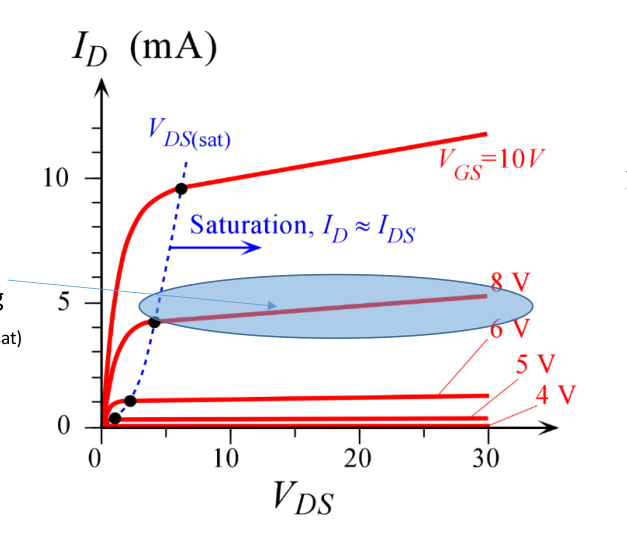 I_D (mA)
V_DS(sat)
V_GS=10V
10
Saturation, I_D ≈ I_DS
8 V
g
5
6 V
sat)
5 V
4 V
0
0 10 20 30
V_DS